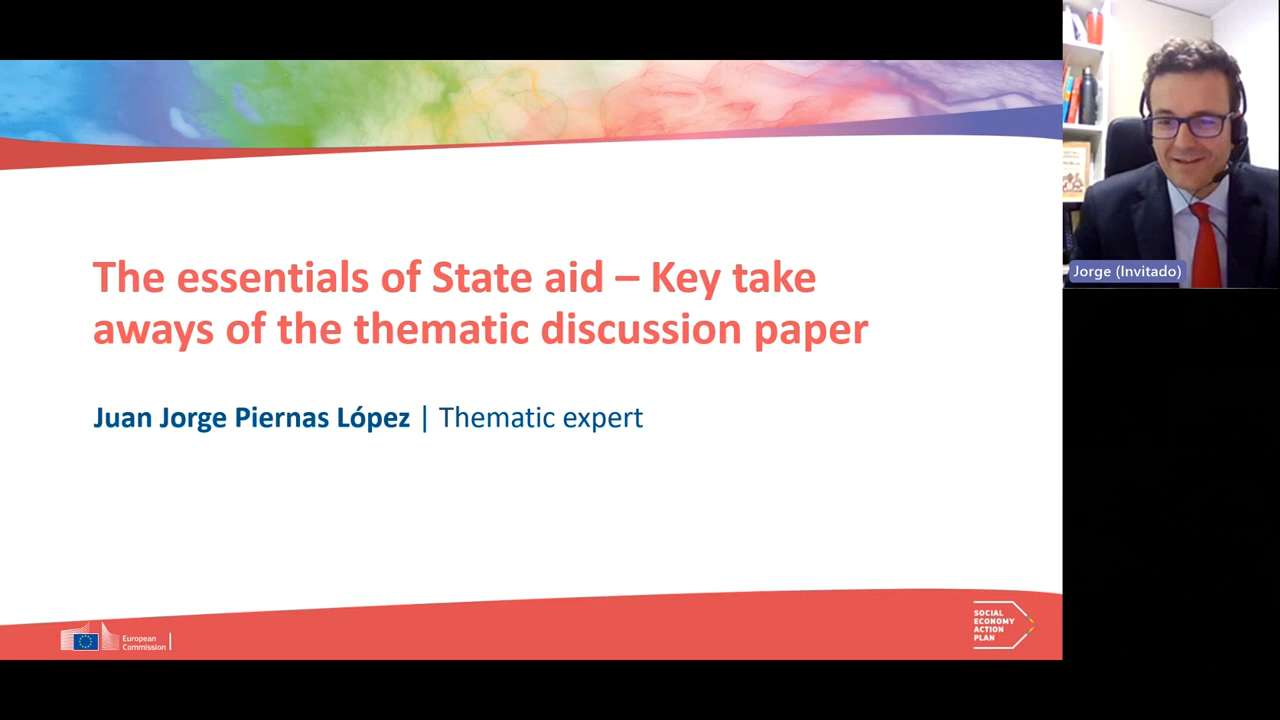 The essentials of State aid – Key take
aways of the thematic discussion paper
Juan Jorge Piernas López | Thematic expert
Jorge (Invitado)
European
Commission
SOCIAL
ECONOMY
ACTION
PLAN